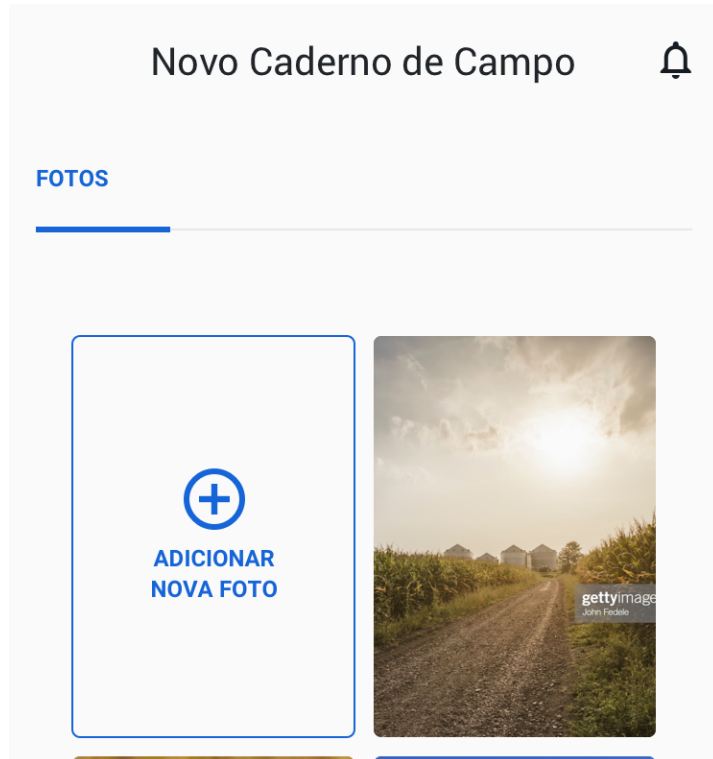 Novo Caderno de Campo
FOTOS
ADICIONAR
NOVA FOTO
gettyimage
John Fedele